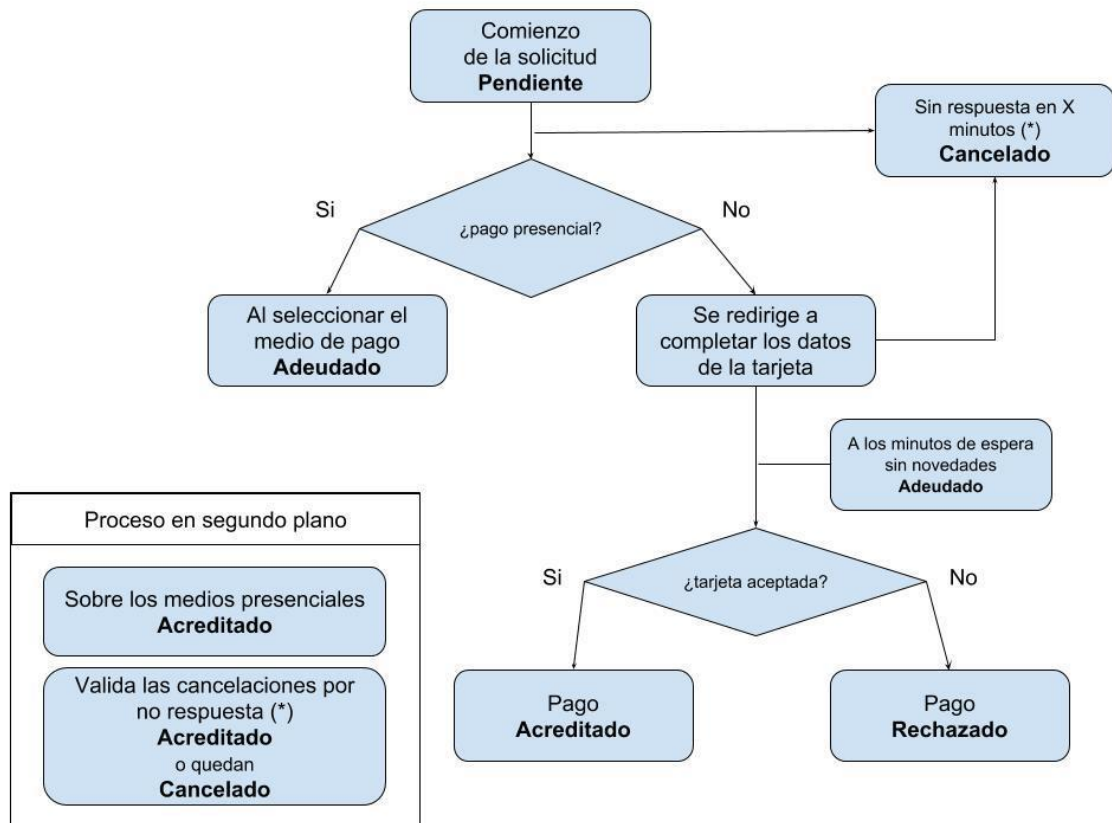 Comienzo
de la solicitud
Pendiente
Sin respuesta en X
minutos (*)
Cancelado
Si
No
¿pago presencial?
Al seleccionar el
medio de pago
Adeudado
Se redirige a
completar los datos
de la tarjeta
A los minutos de espera
sin novedades
Adeudado
Proceso en segundo plano
Sobre los medios presenciales
Acreditado
Valida las cancelaciones por
no respuesta (*)
Acreditado
o quedan
Cancelado
Si
¿tarjeta aceptada?
No
Pago
Acreditado
Pago
Rechazado